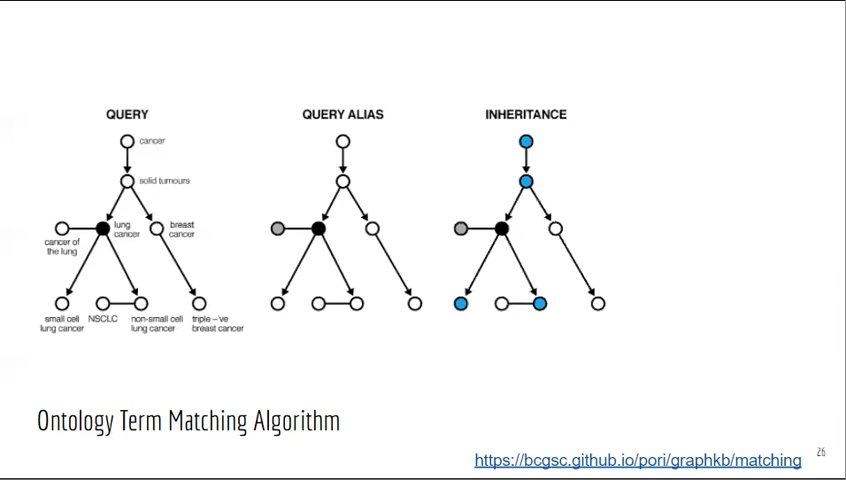 QUERY
cancer
solid tumours
lung
cancer
breast
cancer
cancer of
the lung
small cell
lung cancer
NSCLC
non-small cell
lung cancer
triple –'ve
breast cancer
QUERY ALIAS
INHERITANCE
Ontology Term Matching Algorithm
https://bcgsc.github.io/pori/graphkb/matching
26